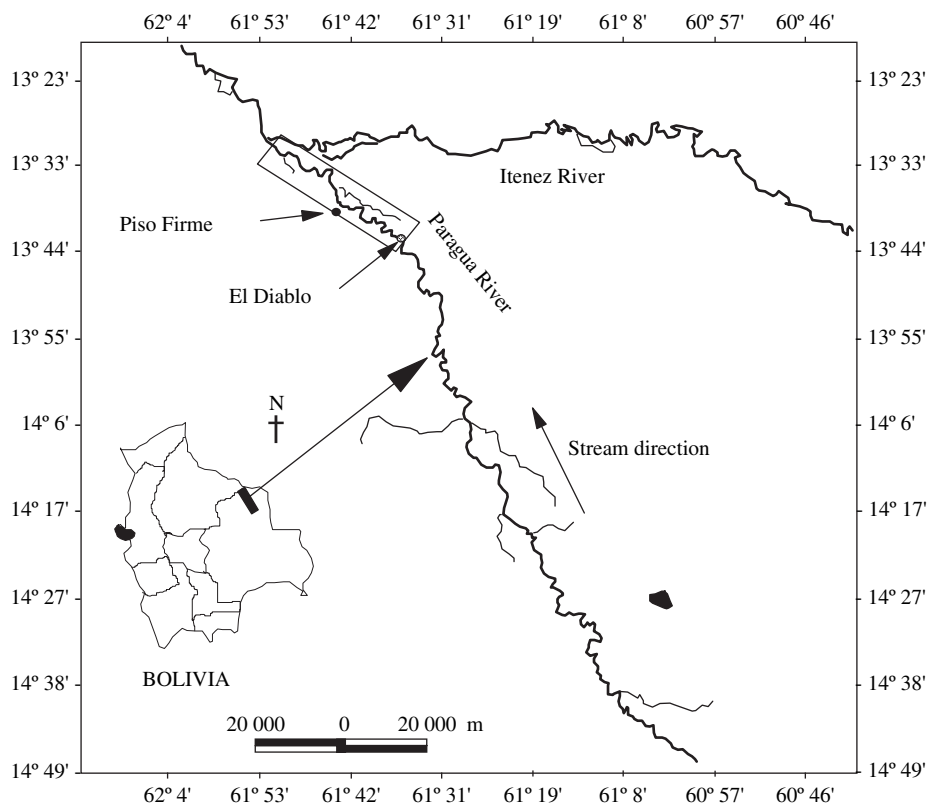 62º 4' 61º 53' 61º 42' 61º 31' 61º 19' 61º 8' 60º 57' 60º 46'
13º 23' 13º 23'
13º 33' 13º 33'
Itenez River
Piso Firme
Paragua River
13º 44' 13º 44'
El Diablo
13º 55' 13º 55'
N
14º 6' 14º 6'
Stream direction
14º 17' 14º 17'
14º 27' 14º 27'
BOLIVIA
14º 38' 14º 38'
20 000 0 20 000 m
14º 49' 14º 49'
62º 4' 61º 53' 61º 42' 61º 31' 61º 19' 61º 8' 60º 57' 60º 46'